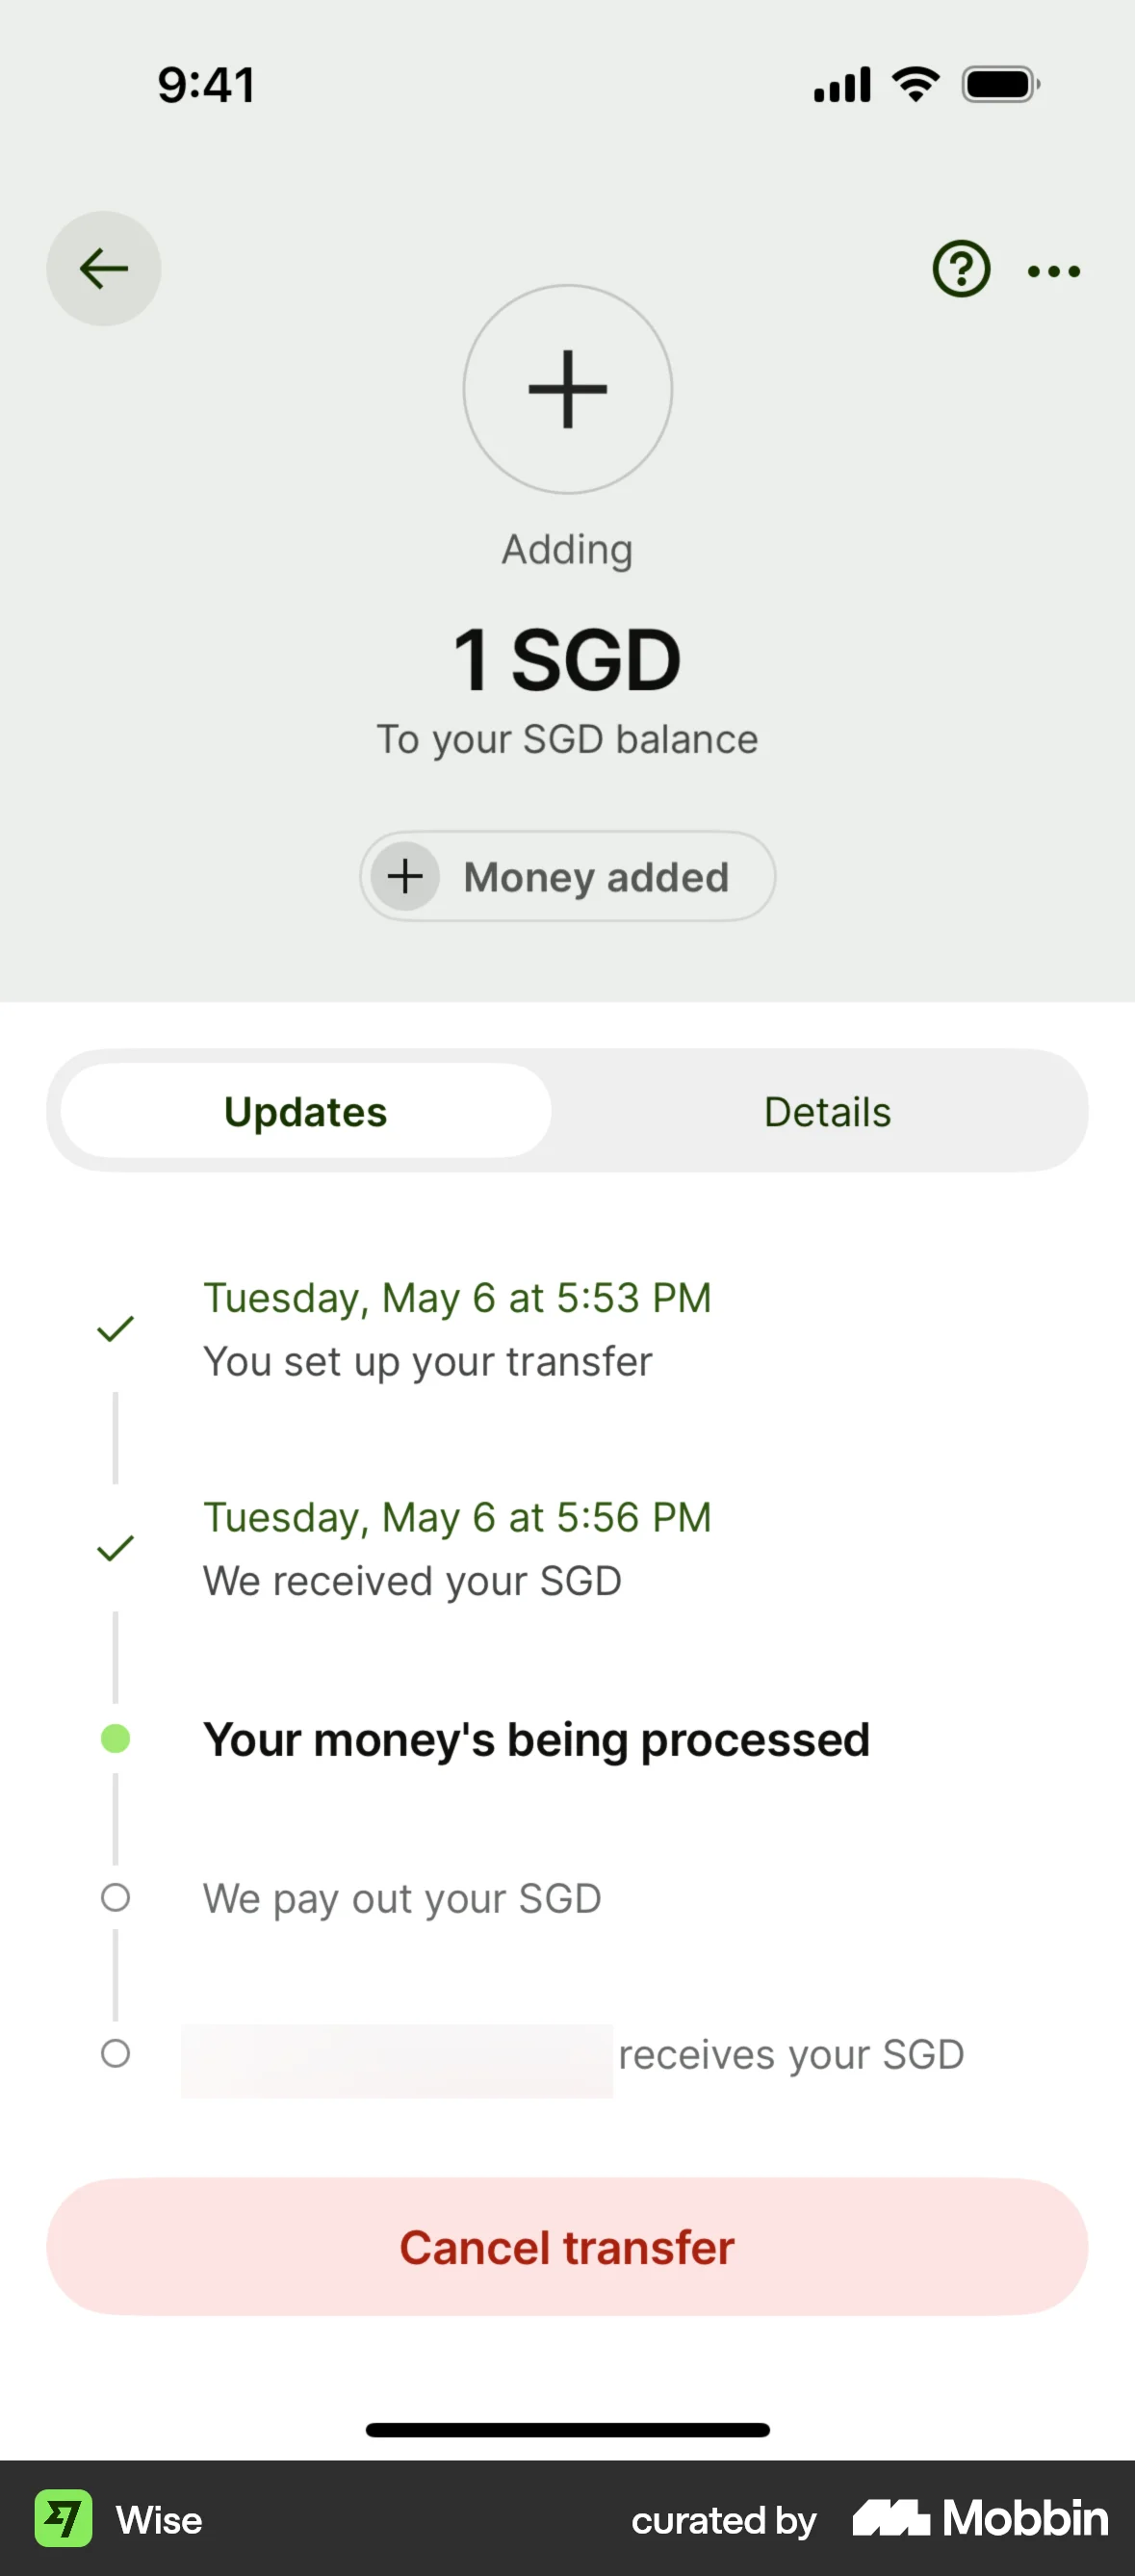 9:41
Adding
1 SGD
To your SGD balance
Money added
Updates
Details
Tuesday, May 6 at 5:53 PM
You set up your transfer
Tuesday, May 6 at 5:56 PM
We received your SGD
Your money's being processed
We pay out your SGD
receives your SGD
Cancel transfer
Wise
curated by Mobbin